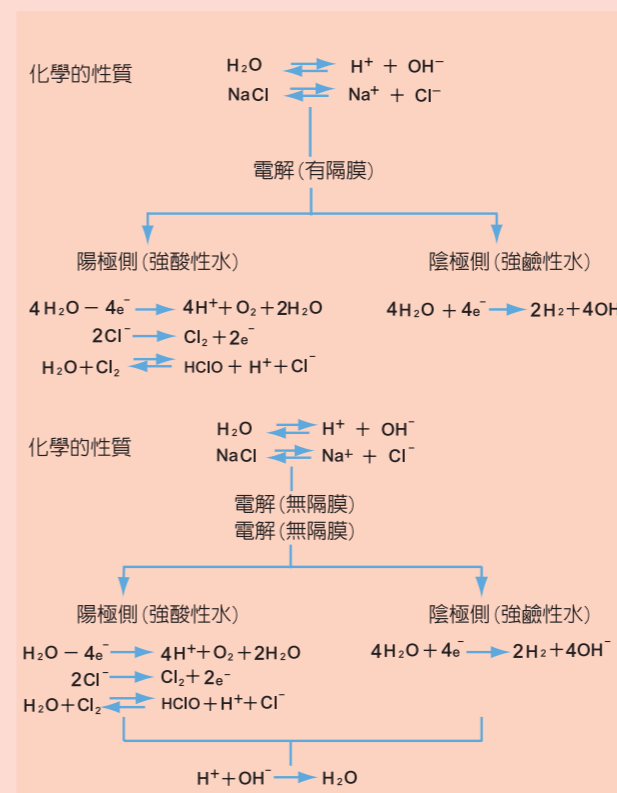 化學的性質
H₂O ⇄ H⁺ + OH⁻
NaCl ⇄ Na⁺ + Cl⁻
電解(有隔膜)
陽極側(強酸性水)
4H₂O − 4e⁻ → 4H⁺+O₂+2H₂O
2Cl⁻ → Cl₂+2e⁻
H₂O+Cl₂ ⇄ HClO + H⁺+Cl⁻
陰極側(強鹼性水)
4H₂O + 4e⁻ → 2H₂+4OH
化學的性質
H₂O ⇄ H⁺ + OH⁻
NaCl ⇄ Na⁺ + Cl⁻
電解(無隔膜)
電解(無隔膜)
陽極側(強酸性水)
H₂O − 4e⁻ → 4H⁺+O₂+2H₂O
2Cl⁻ → Cl₂+2e⁻
H₂O+Cl₂ ⇄ HClO+H⁺+Cl⁻
陰極側(強鹼性水)
4H₂O+4e⁻ → 2H₂+4OH⁻
H⁺+OH⁻ → H₂O